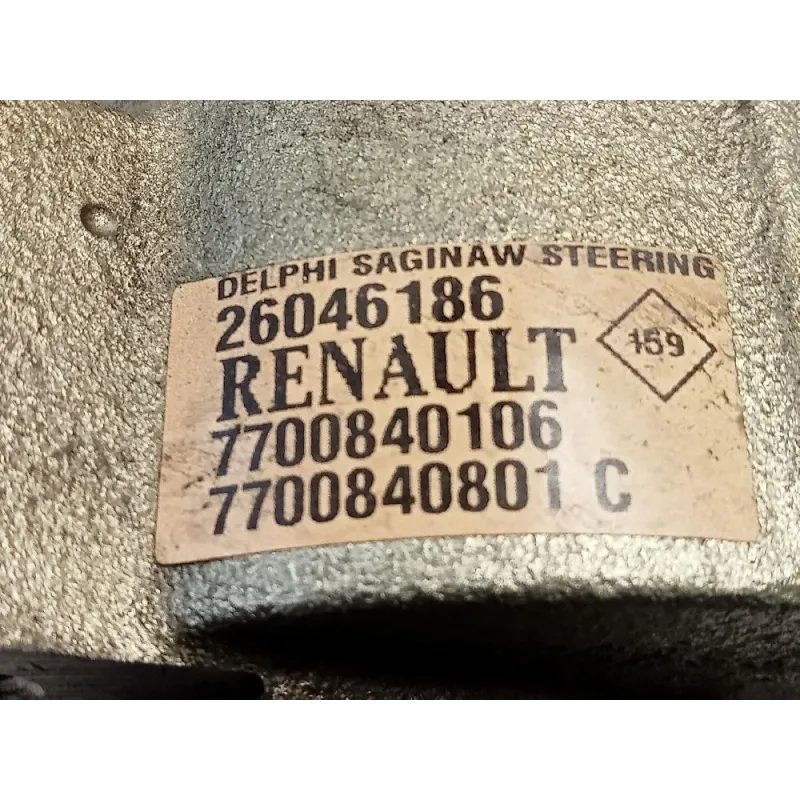 DELPHI SAGINAW STEERING
26046186
RENAULT
159
7700840106
7700840801 C